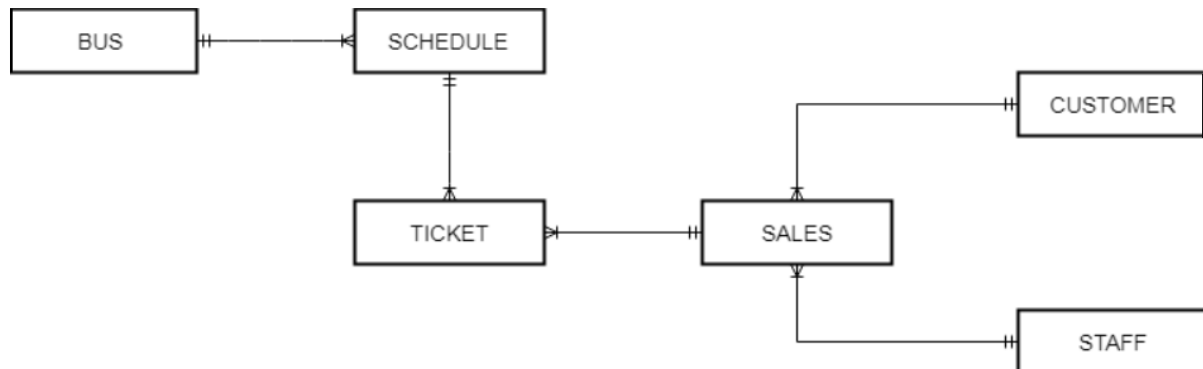 BUS
SCHEDULE
CUSTOMER
TICKET
SALES
STAFF